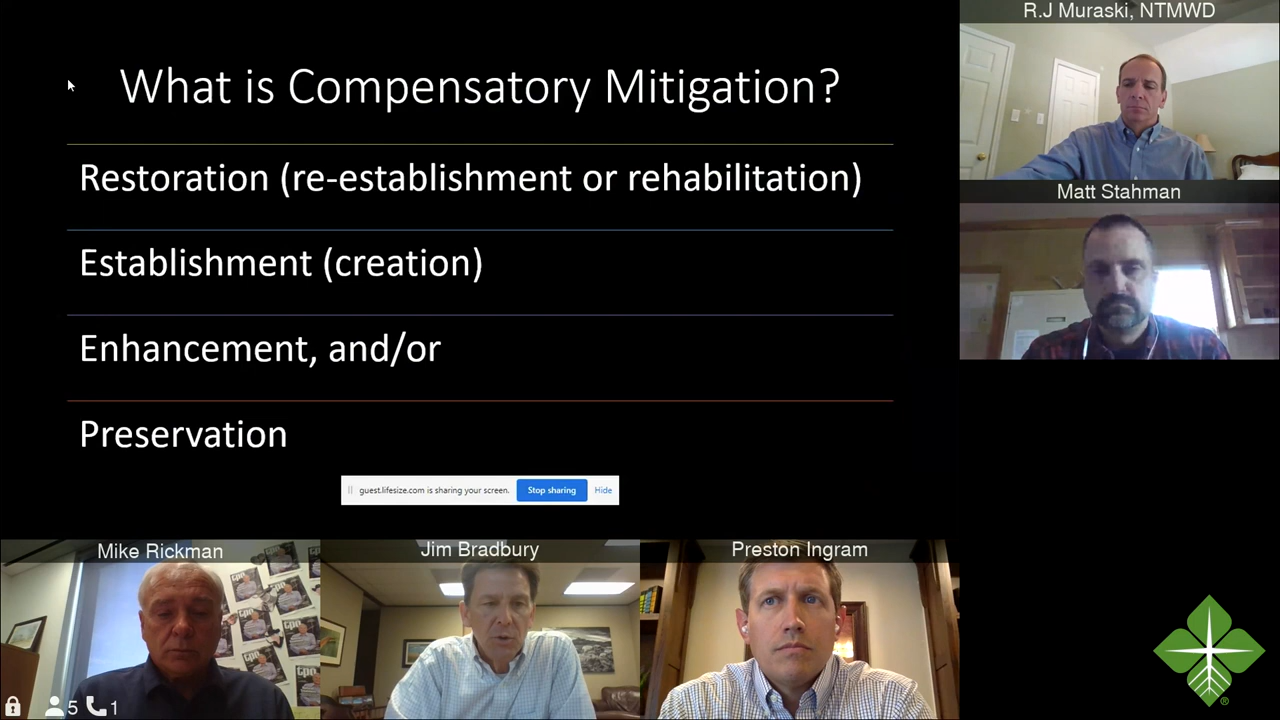 What is Compensatory Mitigation?
Restoration (re-establishment or rehabilitation)
Establishment (creation)
Enhancement, and/or
Preservation
guest.lifesize.com is sharing your screen. Stop sharing Hide
R.J Muraski, NTMWD
Matt Stahman
Mike Rickman
Jim Bradbury
Preston Ingram
5 1
®